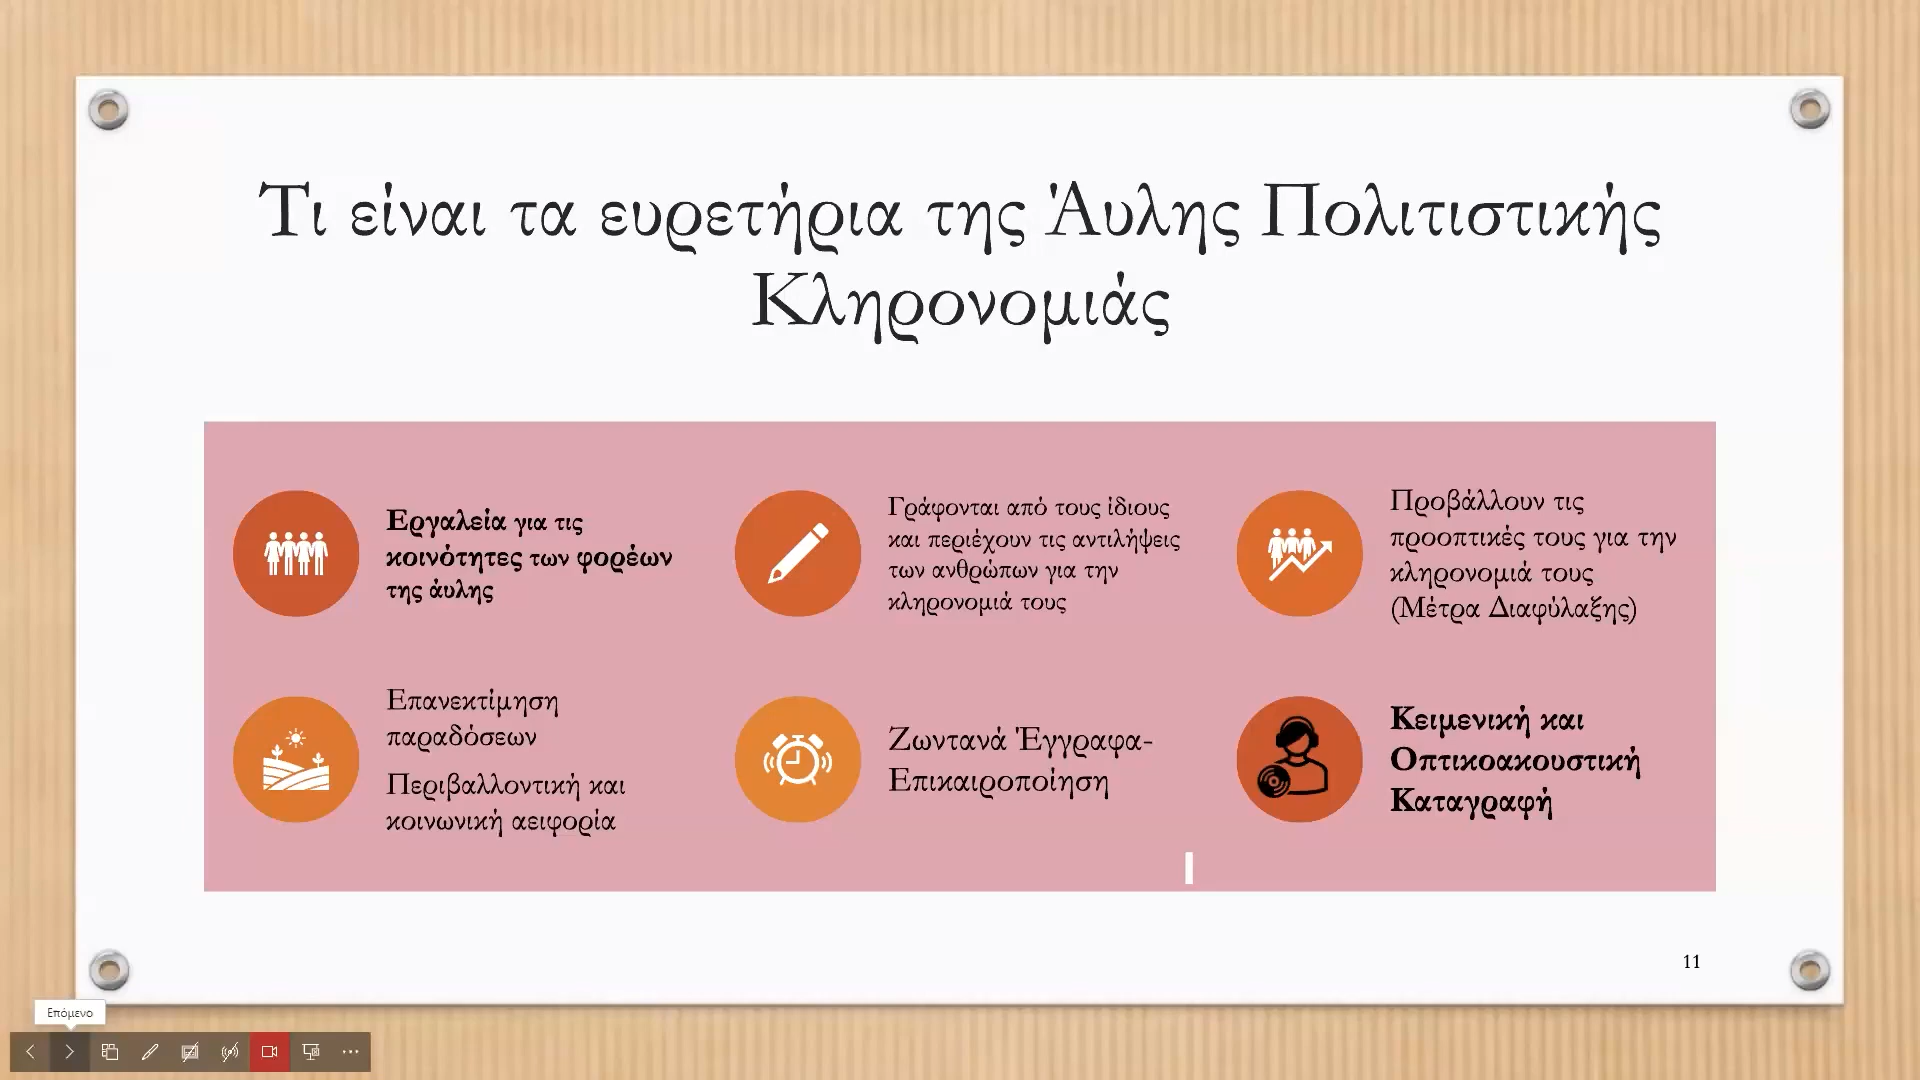 Τι είναι τα ευρετήρια της Άυλης Πολιτιστικής
Κληρονομιάς
Εργαλεία για τις
κοινότητες των φορέων
της άυλης
Γράφονται από τους ίδιους
και περιέχουν τις αντιλήψεις
των ανθρώπων για την
κληρονομιά τους
Προβάλλουν τις
προοπτικές τους για την
κληρονομιά τους
(Μέτρα Διαφύλαξης)
Επανεκτίμηση
παραδόσεων
Περιβαλλοντική και
κοινωνική αειφορία
Ζωντανά Έγγραφα-
Επικαιροποίηση
Κειμενική και
Οπτικοακουστική
Καταγραφή
11
Επόμενο